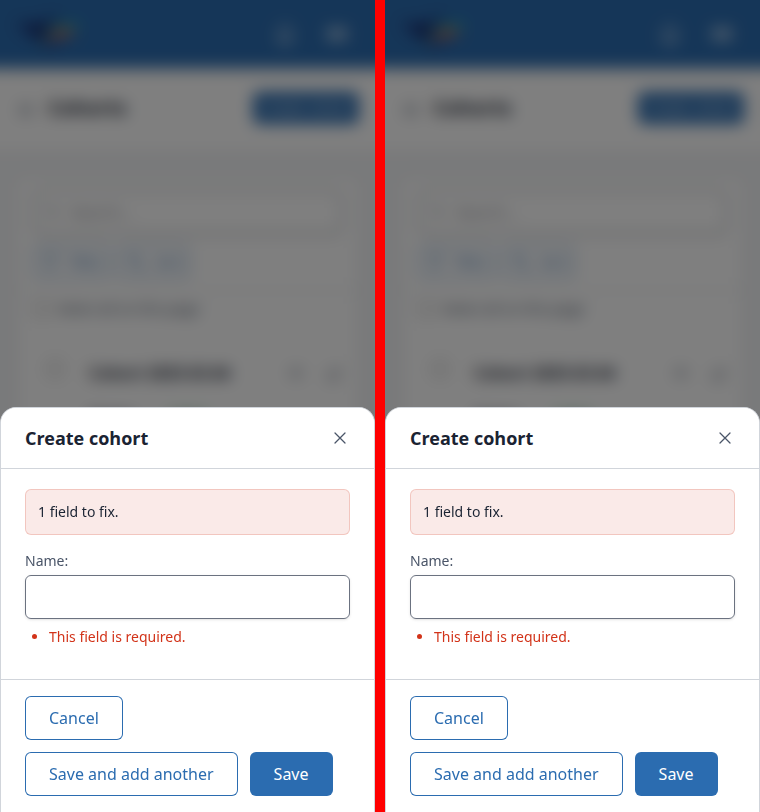 Create cohort
1 field to fix.
Name:
This field is required.
Cancel
Save and add another
Save
Create cohort
1 field to fix.
Name:
This field is required.
Cancel
Save and add another
Save